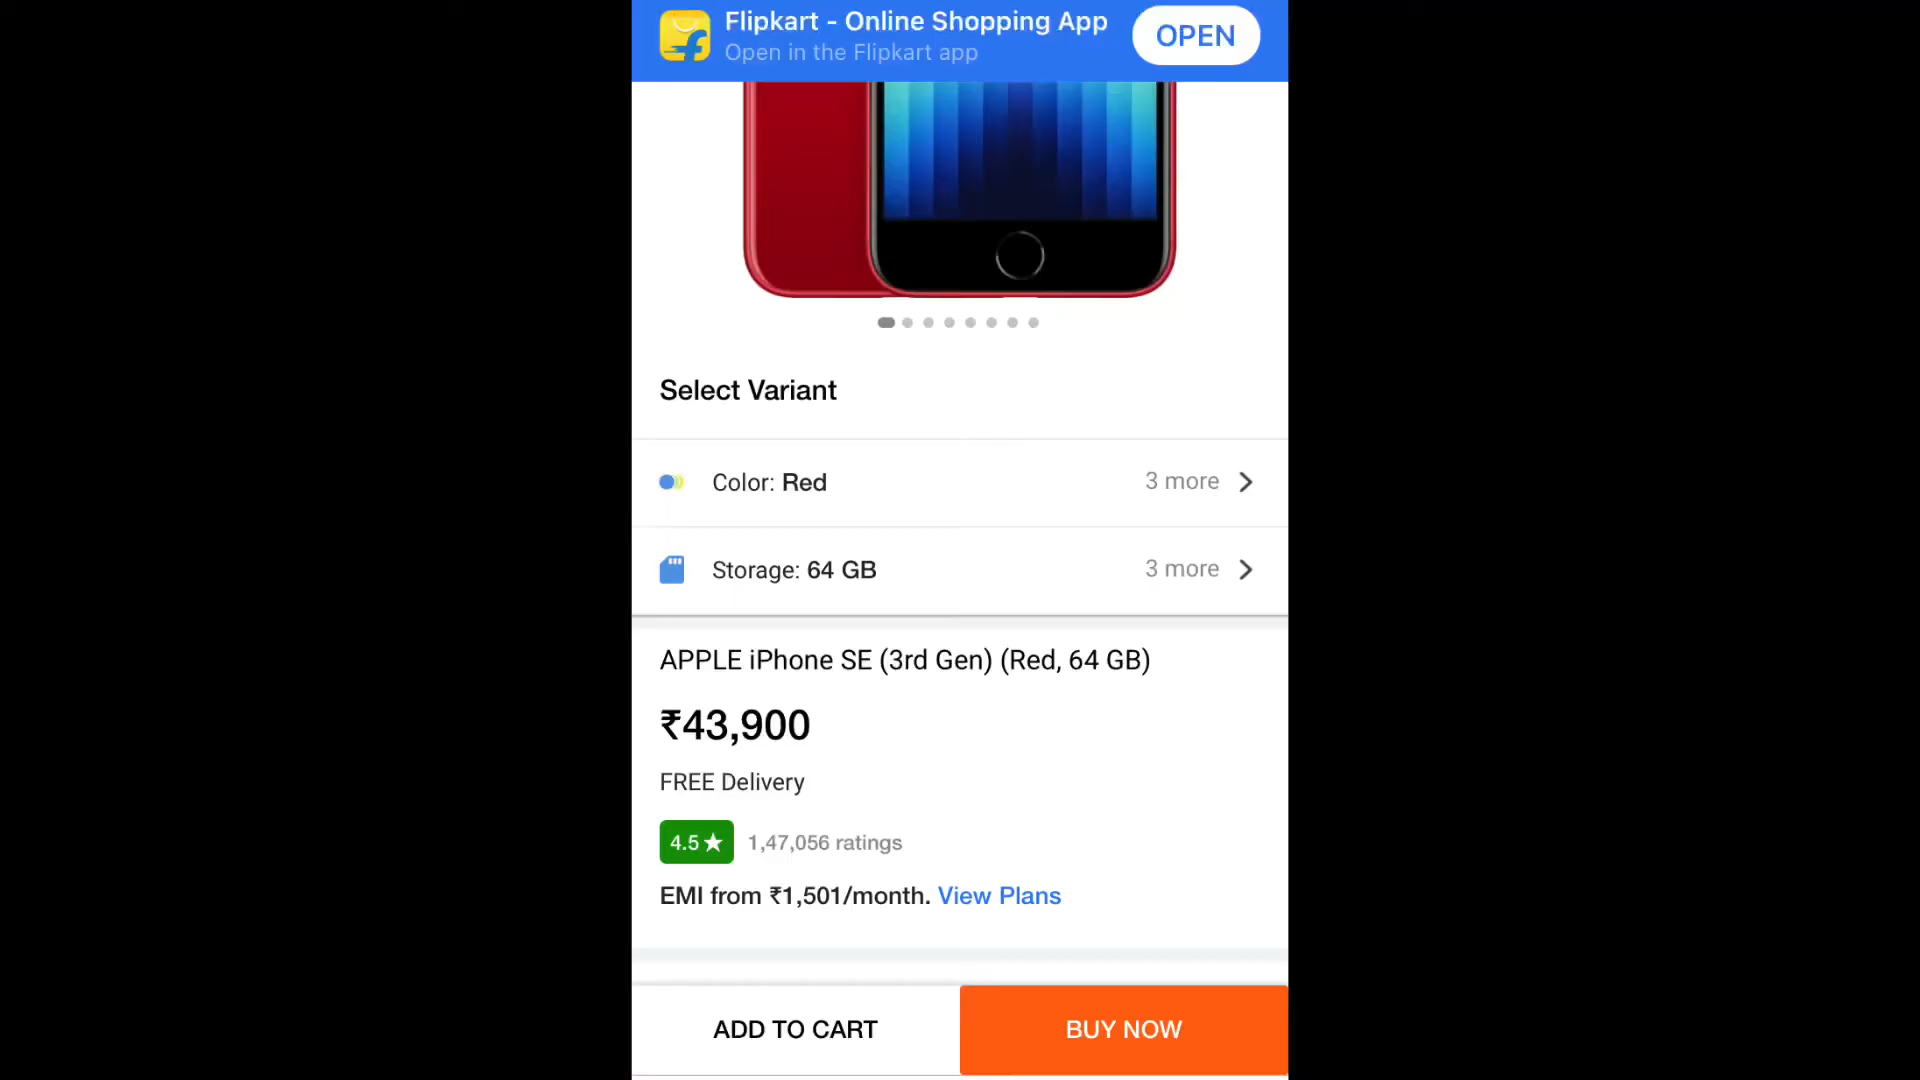 Flipkart - Online Shopping App
Open in the Flipkart app
OPEN
Select Variant
Color: Red
3 more
Storage: 64 GB
3 more
APPLE iPhone SE (3rd Gen) (Red, 64 GB)
₹43,900
FREE Delivery
4.5★ 1,47,056 ratings
EMI from ₹1,501/month. View Plans
ADD TO CART
BUY NOW